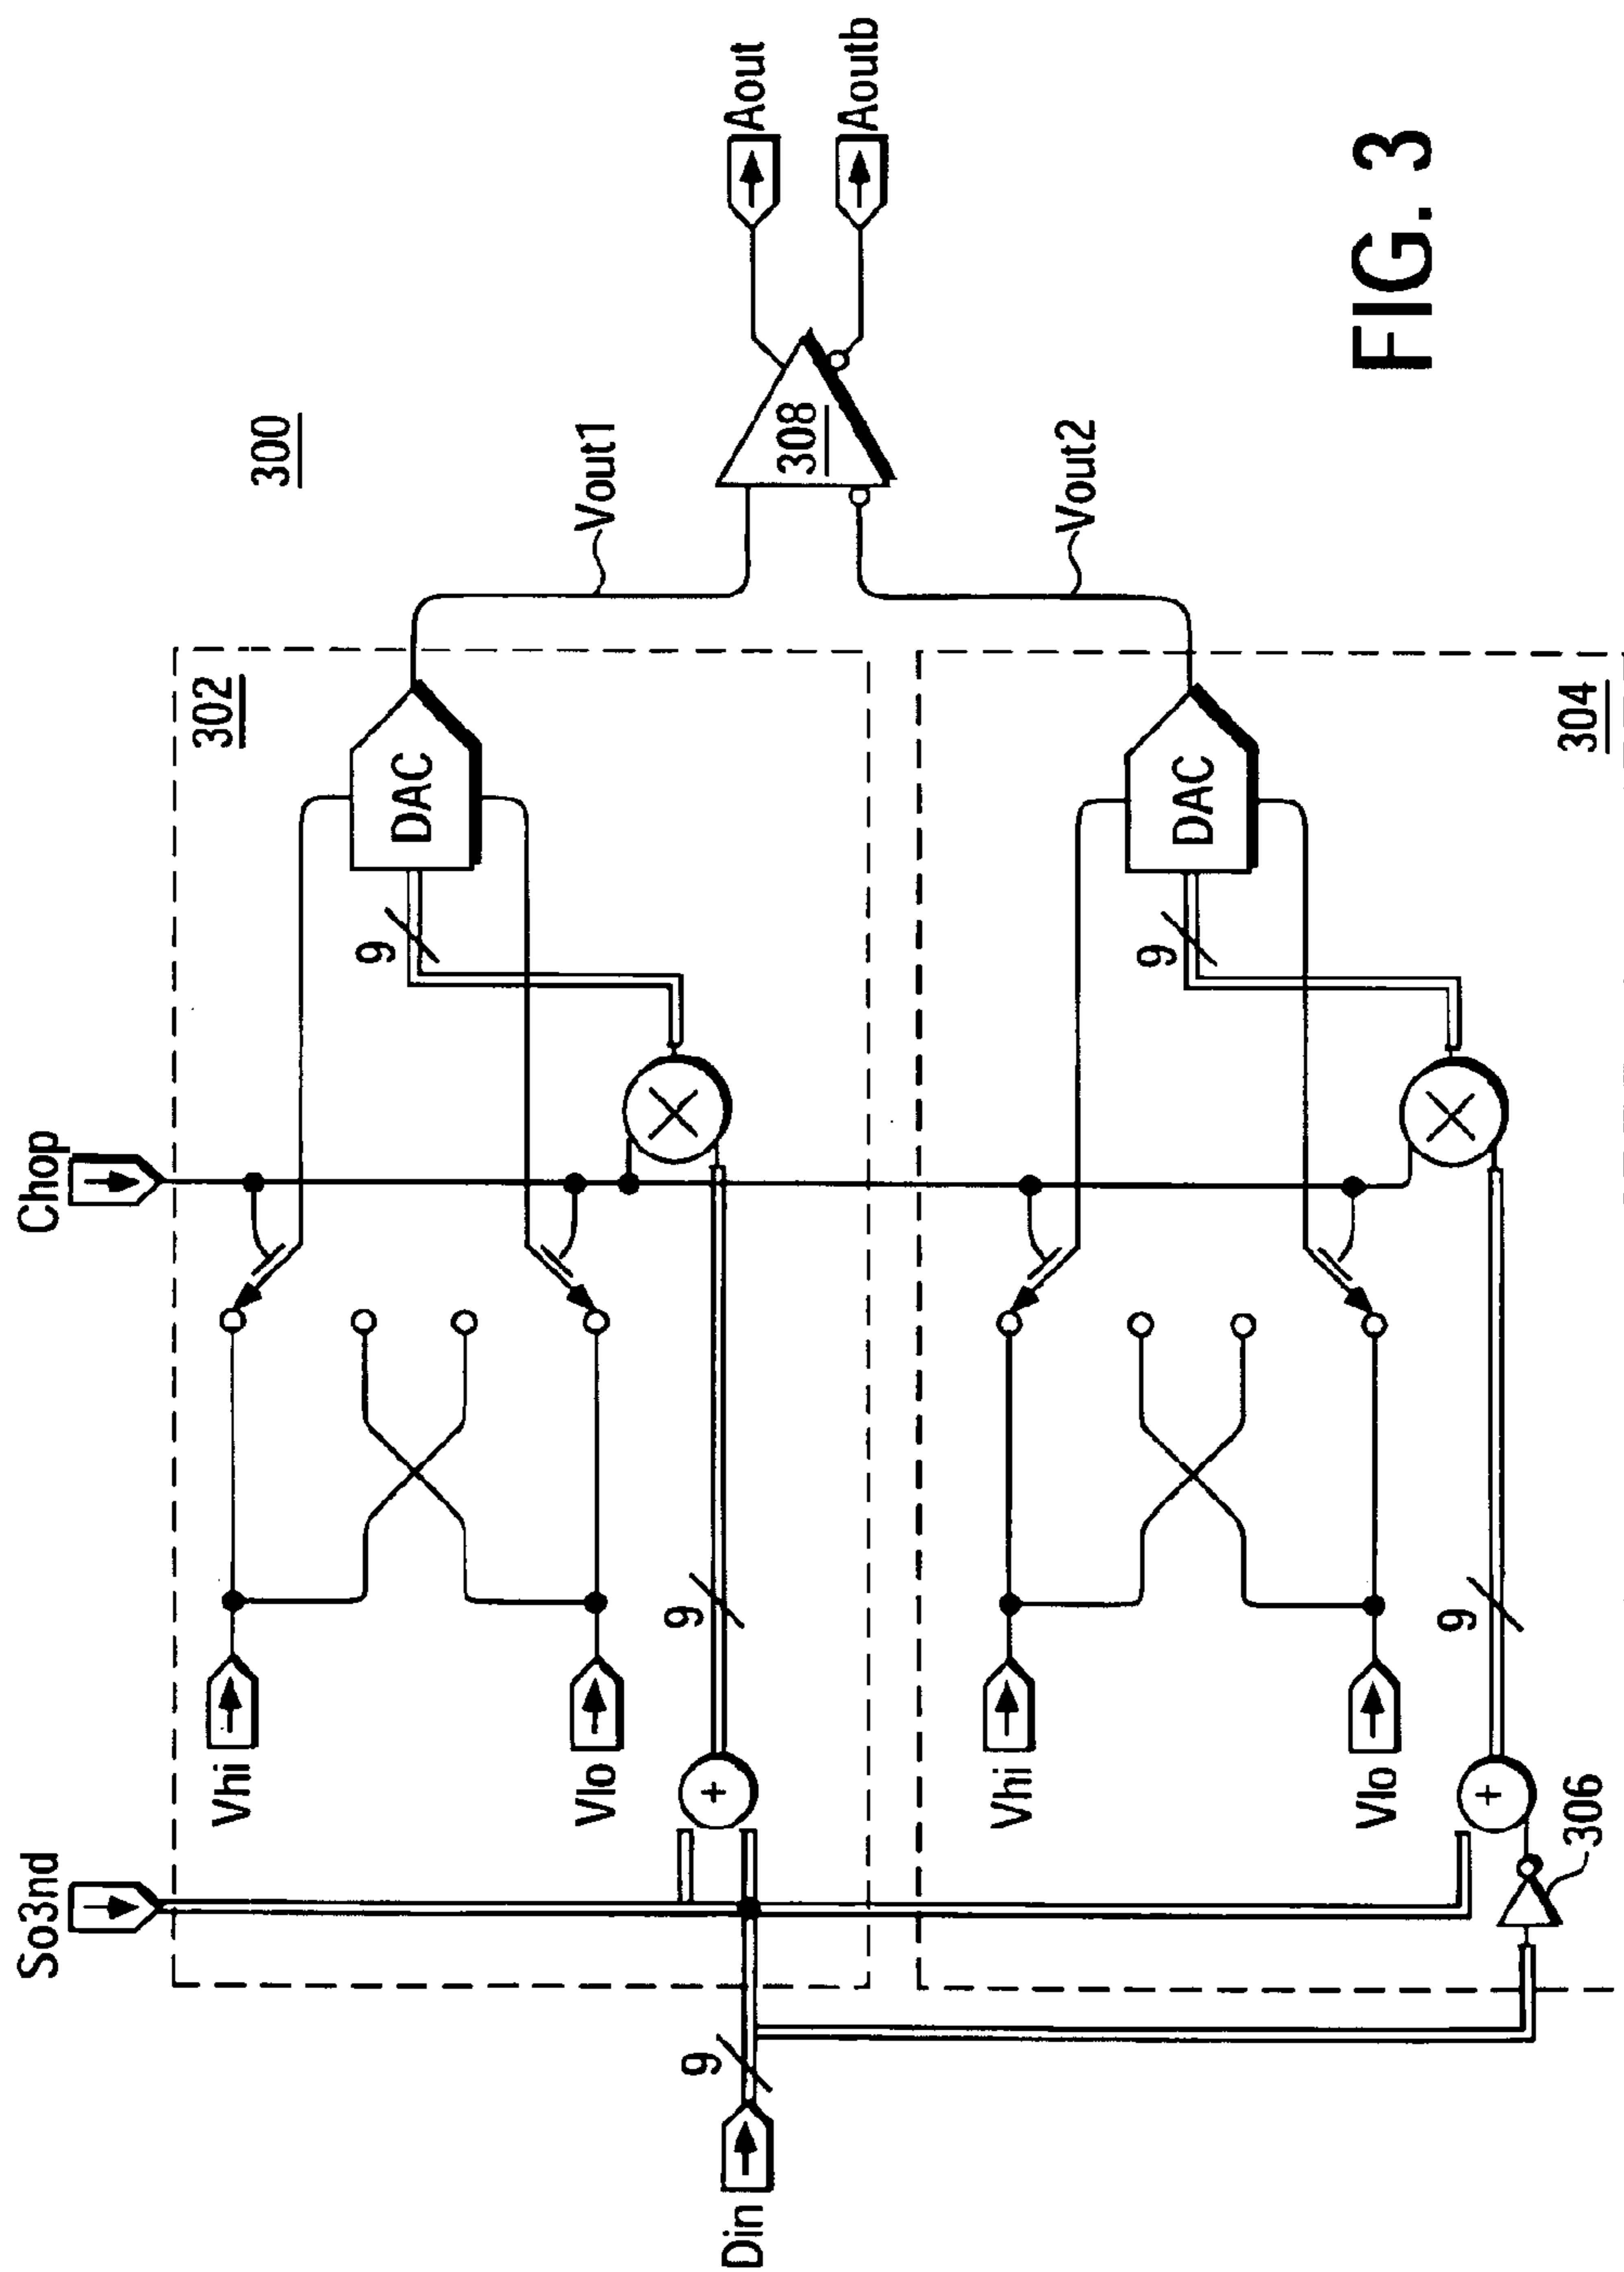 300
So3nd
Chop
302
Vhi
9
DAC
Vout1
Vlo
+
9
Din
9
308
Aout
Aoutb
304
Vhi
9
DAC
Vout2
Vlo
+
9
306
FIG. 3